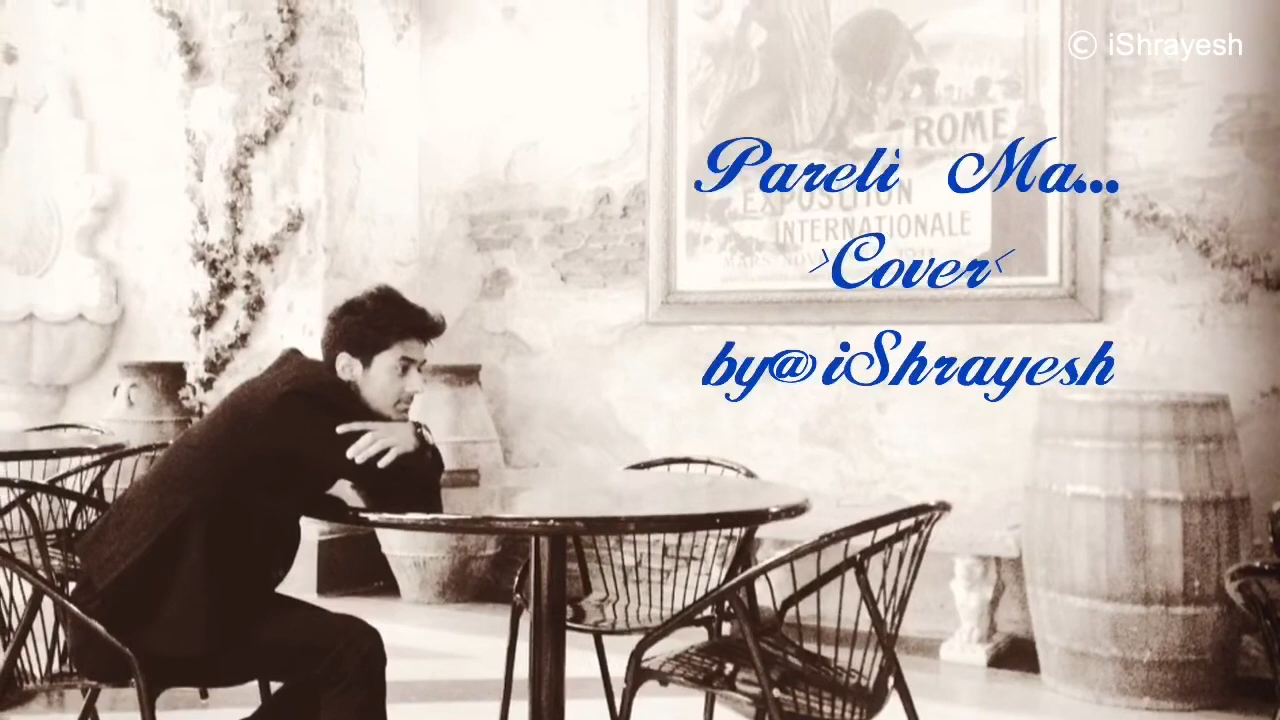 © iShrayesh
ROME
Pareli Ma...
EXPOSITION
INTERNATIONALE
>Cover<
by@iShrayesh